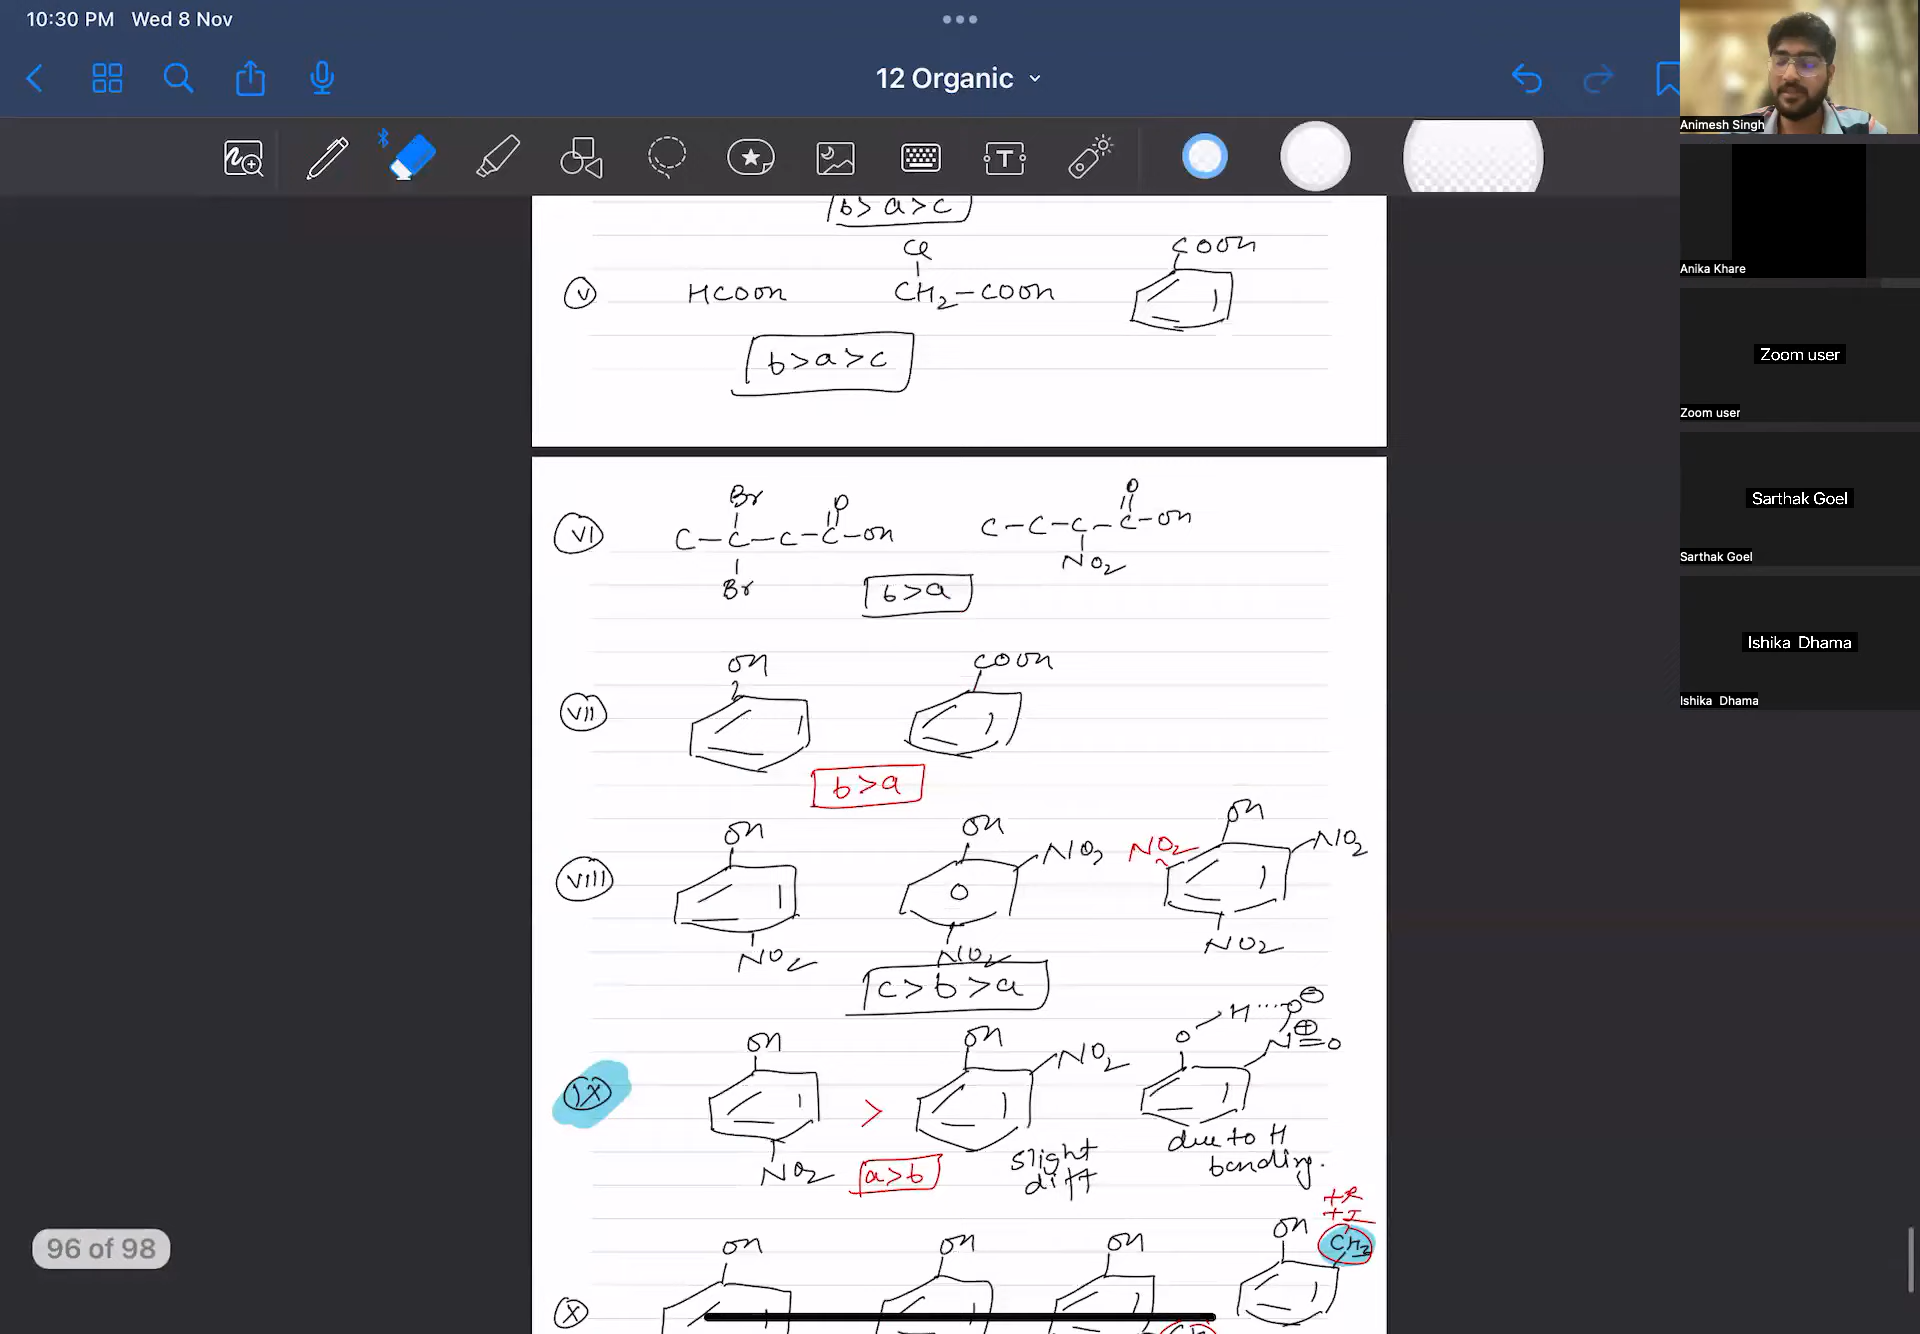 10:30 PM Wed 8 Nov
12 Organic
Animesh Singh
Anika Khare
Zoom user
Zoom user
Sarthak Goel
Sarthak Goel
Ishika Dhama
Ishika Dhama
b > a > c
(V) HCOOH
Cl
CH2-COOH
COOH
b > a > c
(VI)
Br
C-C-C-C-OH
O
Br
C-C-C-C-OH
O
NO2
b > a
(VII)
OH
COOH
b > a
(VIII)
OH
NO2
OH
NO2
NO2
OH
NO2
NO2
NO2
c > b > a
(IX)
OH
NO2
>
OH
NO2
a > b
slight
diff
O-H···O⊖
N⊕=O
due to H
bonding.
(X)
OH
OH
OH
OH
+R
+I
96 of 98